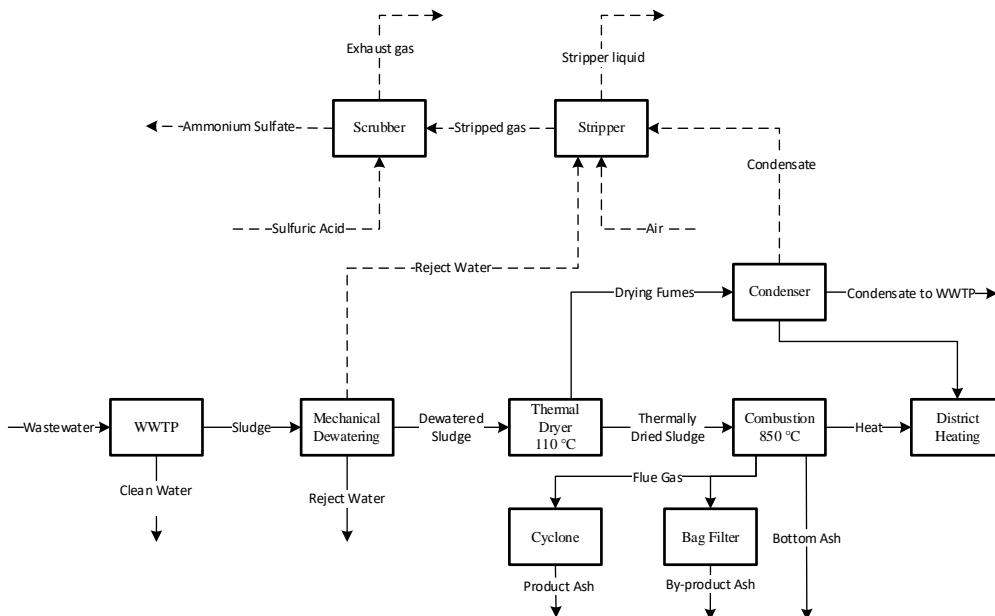 Exhaust gas
Stripper liquid
Ammonium Sulfate
Scrubber
Stripped gas
Stripper
Condensate
Sulfuric Acid
Air
Reject Water
Drying Fumes
Condenser
Condensate to WWTP
Wastewater
WWTP
Sludge
Mechanical
Dewatering
Dewatered
Sludge
Thermal
Dryer
110 °C
Thermally
Dried Sludge
Combustion
850 °C
Heat
District
Heating
Clean Water
Reject Water
Flue Gas
Cyclone
Bag Filter
Bottom Ash
Product Ash
By-product Ash